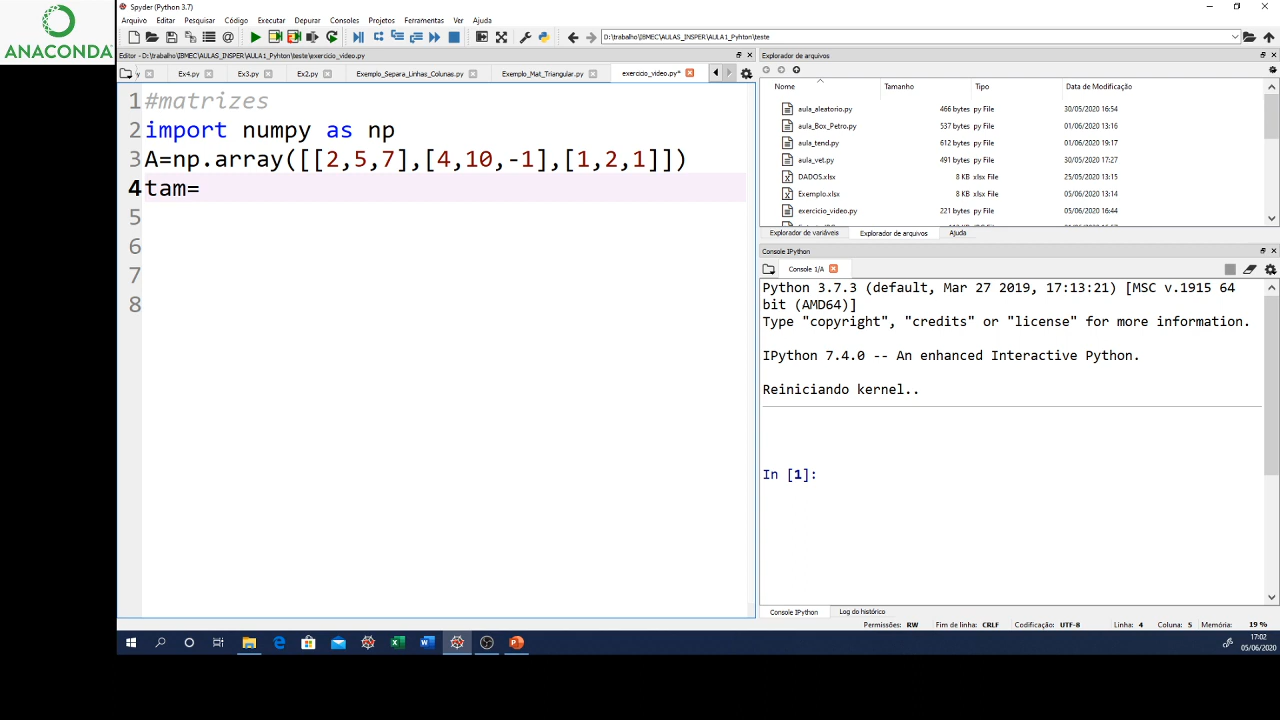 ANACONDA
Spyder (Python 3.7)
Arquivo Editar Pesquisar Código Executar Depurar Consoles Projetos Ferramentas Ver Ajuda
D:\trabalho\IBMEC\AULAS_INSPER\AULA1_Pyhton\teste
Editor - D:\trabalho\IBMEC\AULAS_INSPER\AULA1_Pyhton\teste\exercicio_video.py
y Ex4.py Ex3.py Ex2.py Exemplo_Separa_Linhas_Colunas.py Exemplo_Mat_Triangular.py exercicio_video.py*
1 #matrizes
2 import numpy as np
3 A=np.array([[2,5,7],[4,10,-1],[1,2,1]])
4 tam=
5
6
7
8
Explorador de arquivos
Nome Tamanho Tipo Data de Modificação
aula_aleatorio.py 466 bytes py File 30/05/2020 16:54
aula_Box_Petro.py 537 bytes py File 01/06/2020 13:16
aula_tend.py 612 bytes py File 01/06/2020 19:17
aula_vet.py 311 bytes py File 30/05/2020 17:27
DADOS.xlsx 8 KB xlsx File 25/05/2020 13:15
Exemplo.xlsx 8 KB xlsx File 05/06/2020 13:14
exercicio_video.py 221 bytes py File 05/06/2020 16:44
Explorador de variáveis Explorador de arquivos Ajuda
Console IPython
Console 1/A
Python 3.7.3 (default, Mar 27 2019, 17:13:21) [MSC v.1915 64
bit (AMD64)]
Type "copyright", "credits" or "license" for more information.
IPython 7.4.0 -- An enhanced Interactive Python.
Reiniciando kernel..
In [1]:
Console IPython Log do histórico
Permissões: RW Fim de linha: CRLF Codificação: UTF-8 Linha: 4 Coluna: 5 Memória: 19 %
17:02
05/06/2020